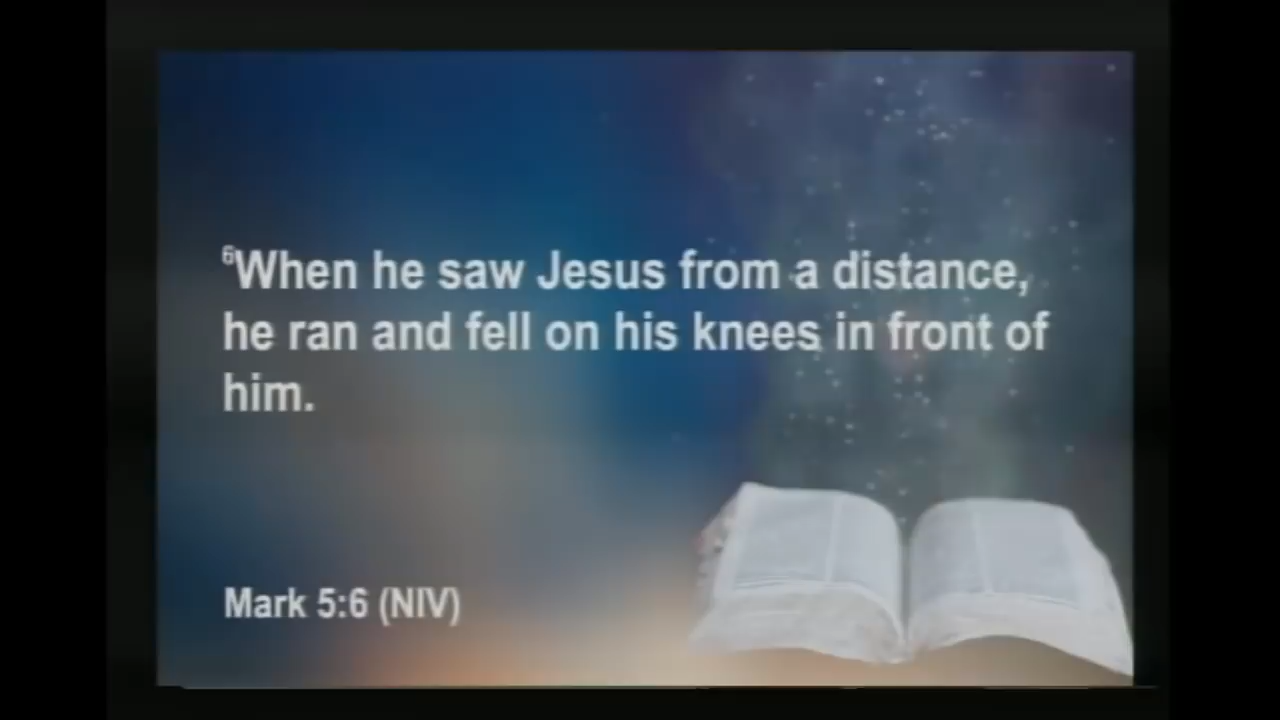 ⁶When he saw Jesus from a distance,
he ran and fell on his knees in front of
him.
Mark 5:6 (NIV)